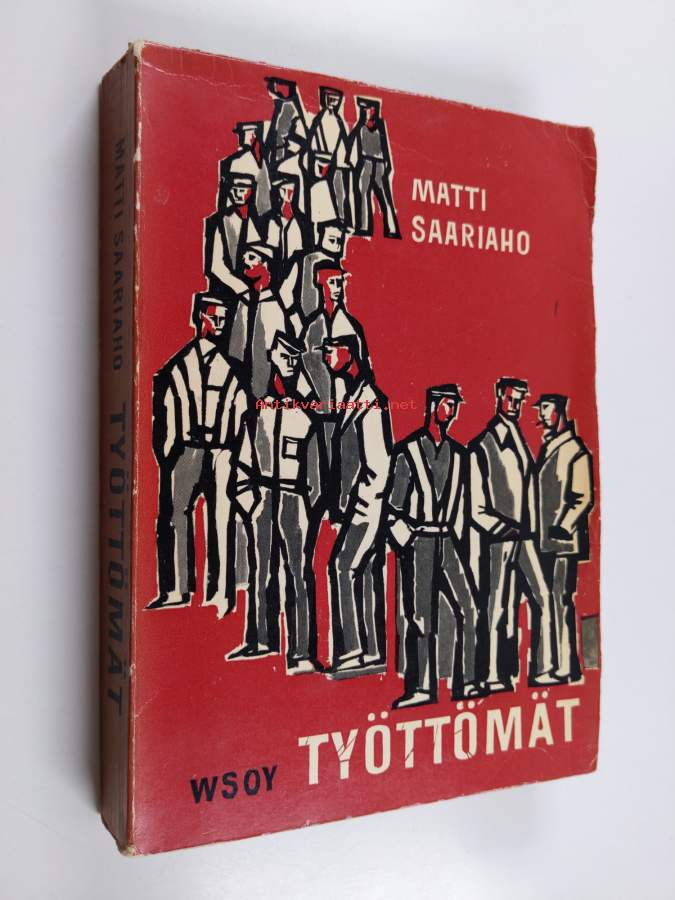 MATTI
SAARIAHO
Antikvariaatti.net
WSOY TYÖTTÖMÄT
MATTI SAARIAHO TYÖTTÖMÄT